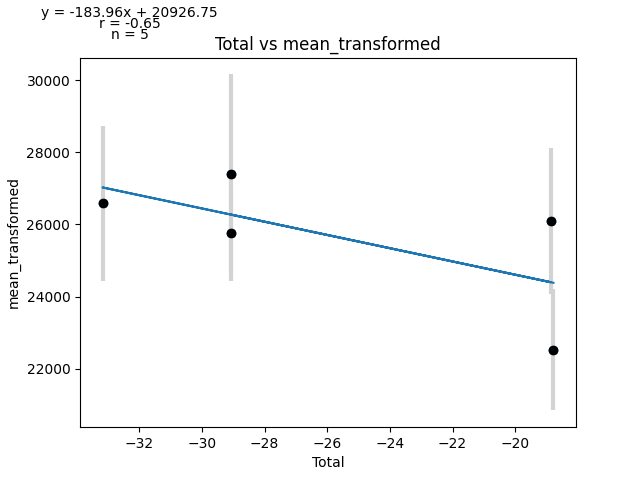 y = -183.96x + 20926.75
r = -0.65
n = 5
Total vs mean_transformed
30000
28000
26000
24000
22000
mean_transformed
−32
−30
−28
−26
−24
−22
−20
Total